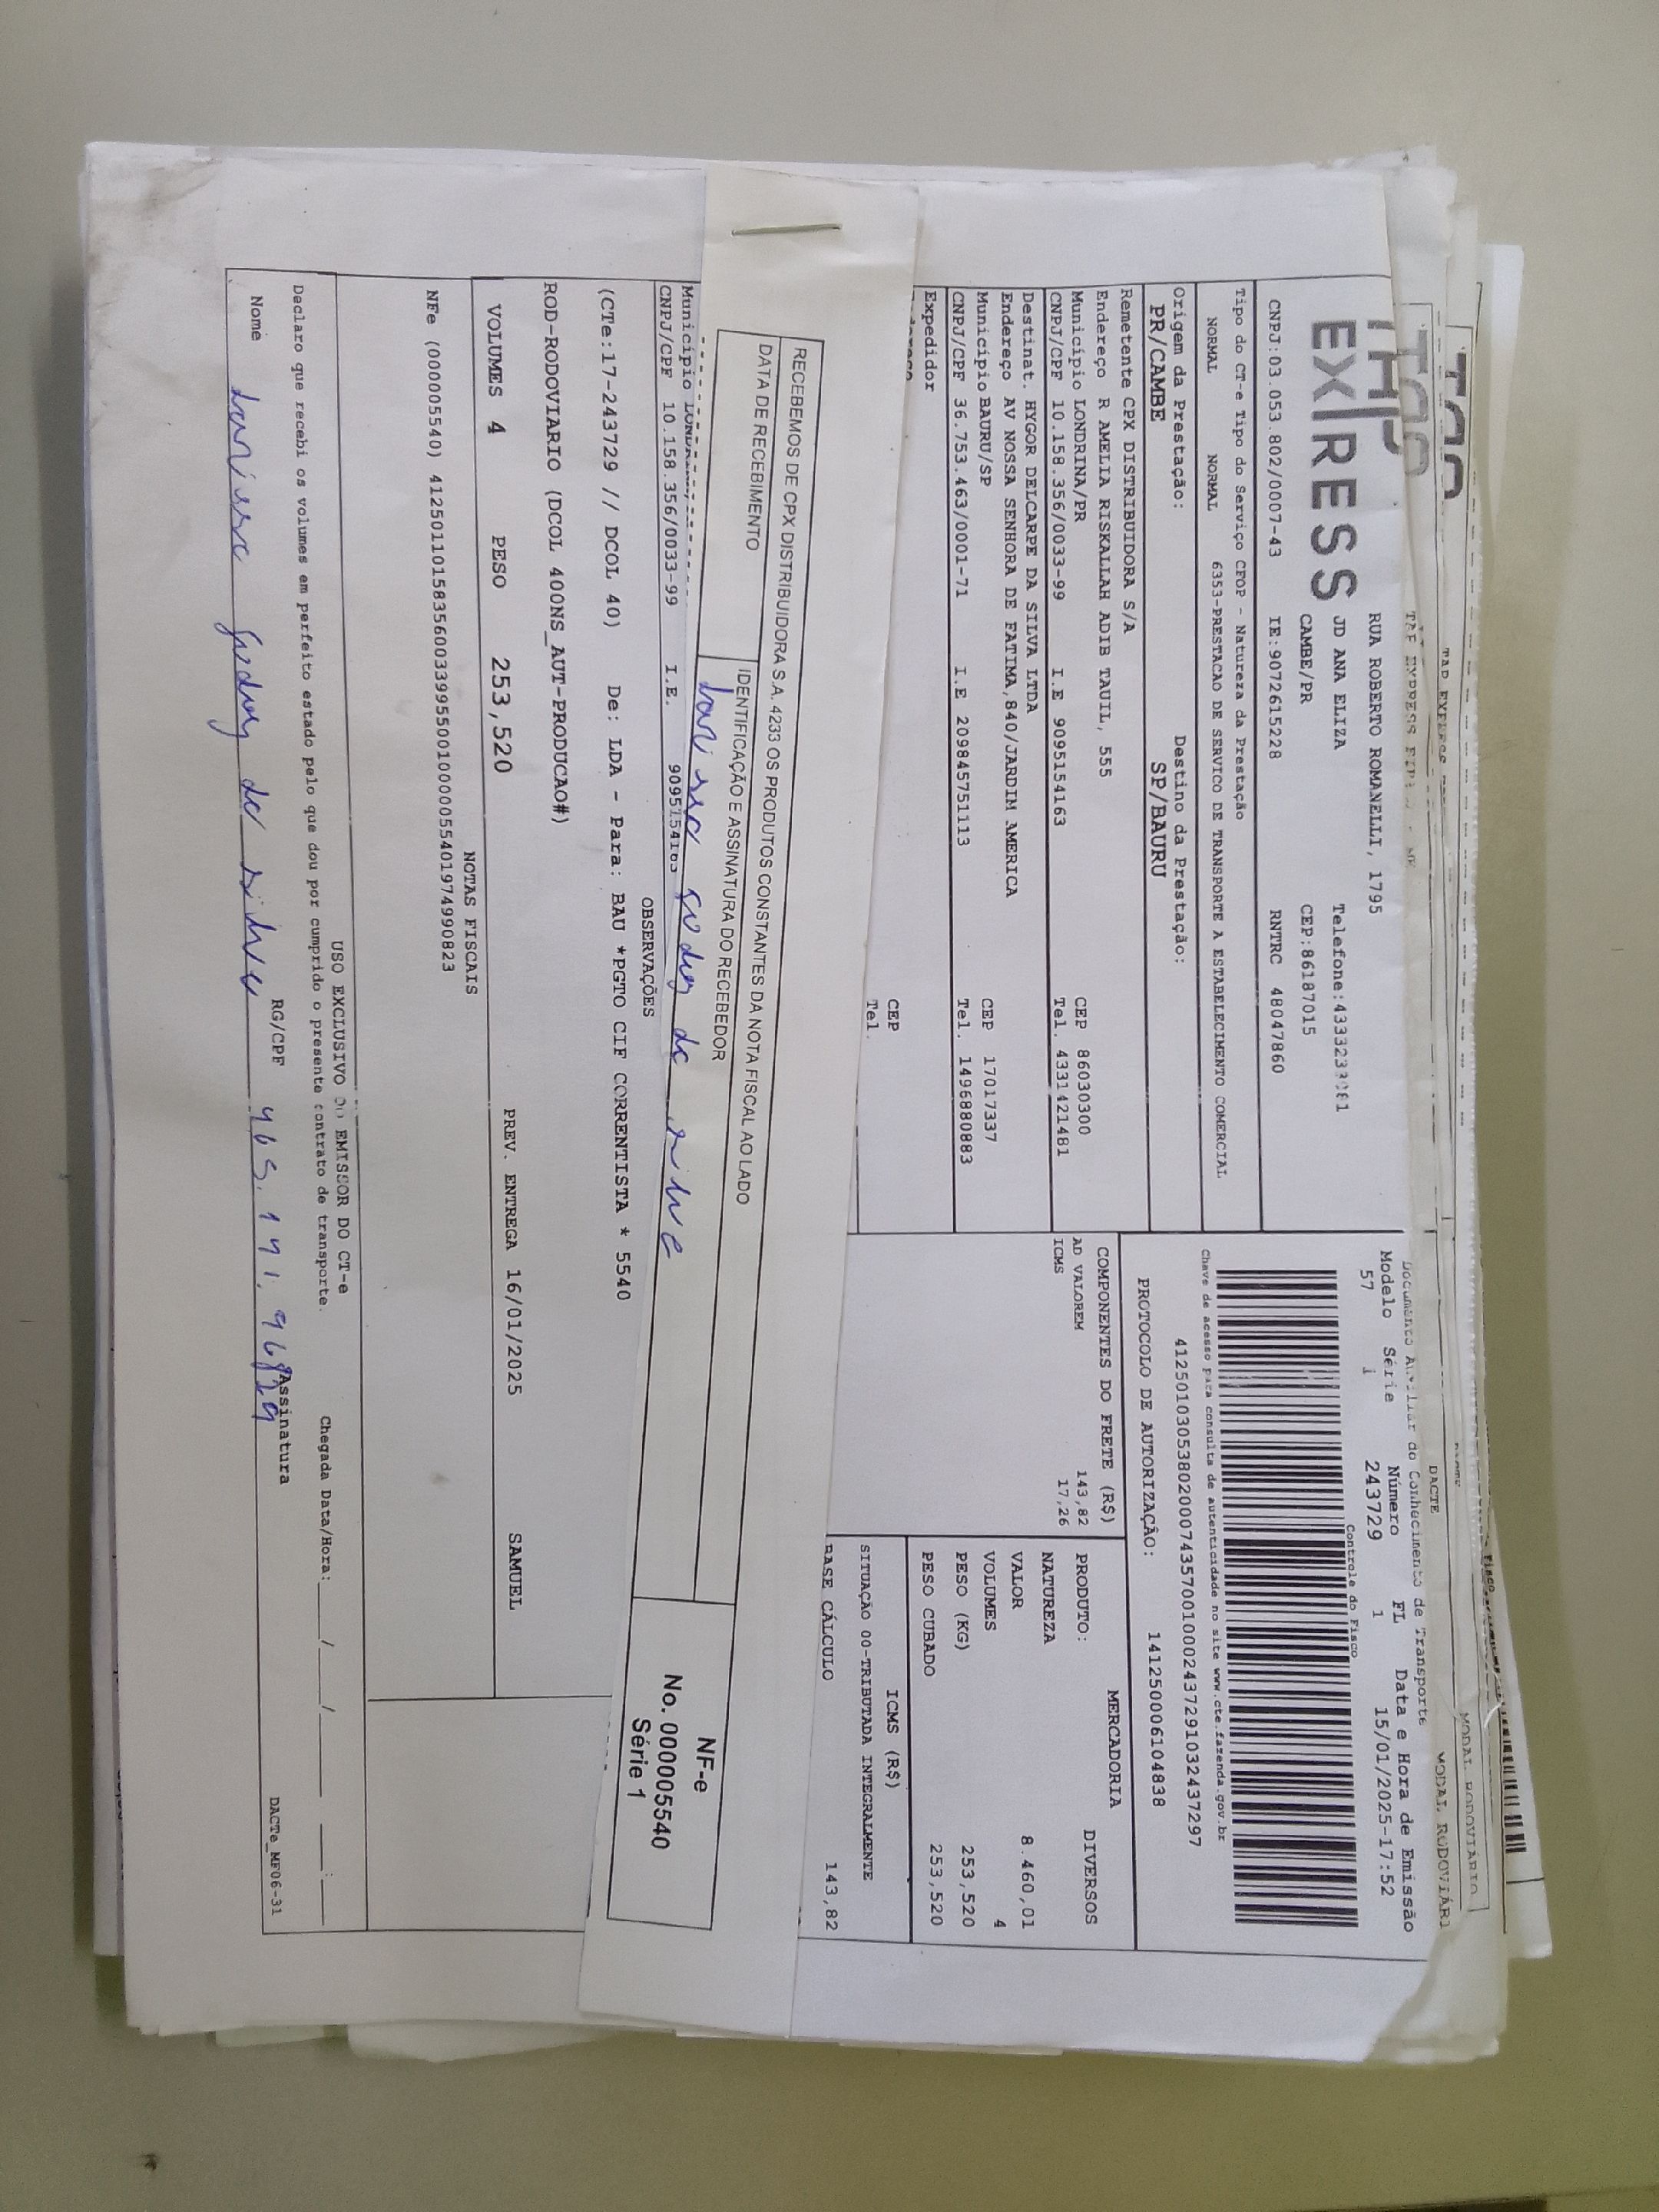 EXPRESS
RUA ROBERTO ROMANELLI, 1795
JD ANA ELIZA
CAMBE/PR CEP:86187015
CNPJ:03.053.802/0007-43 IE:9072615228 RNTRC 48047860
Tipo do CT-e Tipo do Serviço CFOP - Natureza da Prestação
NORMAL NORMAL 6353-PRESTACAO DE SERVICO DE TRANSPORTE A ESTABELECIMENTO COMERCIAL
Origem da Prestação: Destino da Prestação:
PR/CAMBE SP/BAURU
Remetente CPX DISTRIBUIDORA S/A
Endereço R AMELIA RISKALLAH ADIB TAUIL, 555
Município LONDRINA/PR CEP 86030300
CNPJ/CPF 10.158.356/0033-99 I.E 9095154163 Tel. 4331421481
Destinat. HYGOR DELCARPE DA SILVA LTDA
Endereço AV NOSSA SENHORA DE FATIMA,840/JARDIM AMERICA
Município BAURU/SP CEP 17017337
CNPJ/CPF 36.753.463/0001-71 I.E 209845751113 Tel. 14968880883
Expedidor
CEP
Tel.
Documento Auxiliar do Conhecimento de Transporte
Modelo Série Número FL Data e Hora de Emissão
57 1 243729 1 15/01/2025-17:52
Controle do Fisco
Chave de acesso para consulta de autenticidade no site www.cte.fazenda.gov.br
41250103053802000743570010002437291032437297
PROTOCOLO DE AUTORIZAÇÃO: 141250006104838
COMPONENTES DO FRETE (R$)
AD VALOREM 143,82
ICMS 17,26
MERCADORIA
PRODUTO: DIVERSOS
NATUREZA
VALOR 8.460,01
VOLUMES 4
PESO (KG) 253,520
PESO CUBADO 253,520
ICMS (R$)
SITUAÇÃO 00-TRIBUTADA INTEGRALMENTE
BASE CÁLCULO 143,82
RECEBEMOS DE CPX DISTRIBUIDORA S.A. 4233 OS PRODUTOS CONSTANTES DA NOTA FISCAL AO LADO
DATA DE RECEBIMENTO IDENTIFICAÇÃO E ASSINATURA DO RECEBEDOR
NF-e
No. 000005540
Série 1
Município LONDRINA
CNPJ/CPF 10.158.356/0033-99 I.E. 9095154163
OBSERVAÇÕES
(CTe:17-243729 // DCOL 40) De: LDA - Para: BAU *PGTO CIF CORRENTISTA * 5540
ROD-RODOVIARIO (DCOL 400NS_AUT-PRODUCAO#)
VOLUMES 4 PESO 253,520 PREV. ENTREGA 16/01/2025 SAMUEL
NOTAS FISCAIS
NFe (000005540) 41250110158356003399550010000055401974990823
USO EXCLUSIVO DO EMISSOR DO CT-e
Declaro que recebi os volumes em perfeito estado pelo que dou por cumprido o presente contrato de transporte. Chegada Data/Hora: / / :
Nome RG/CPF Assinatura
DACTe_MF06-31